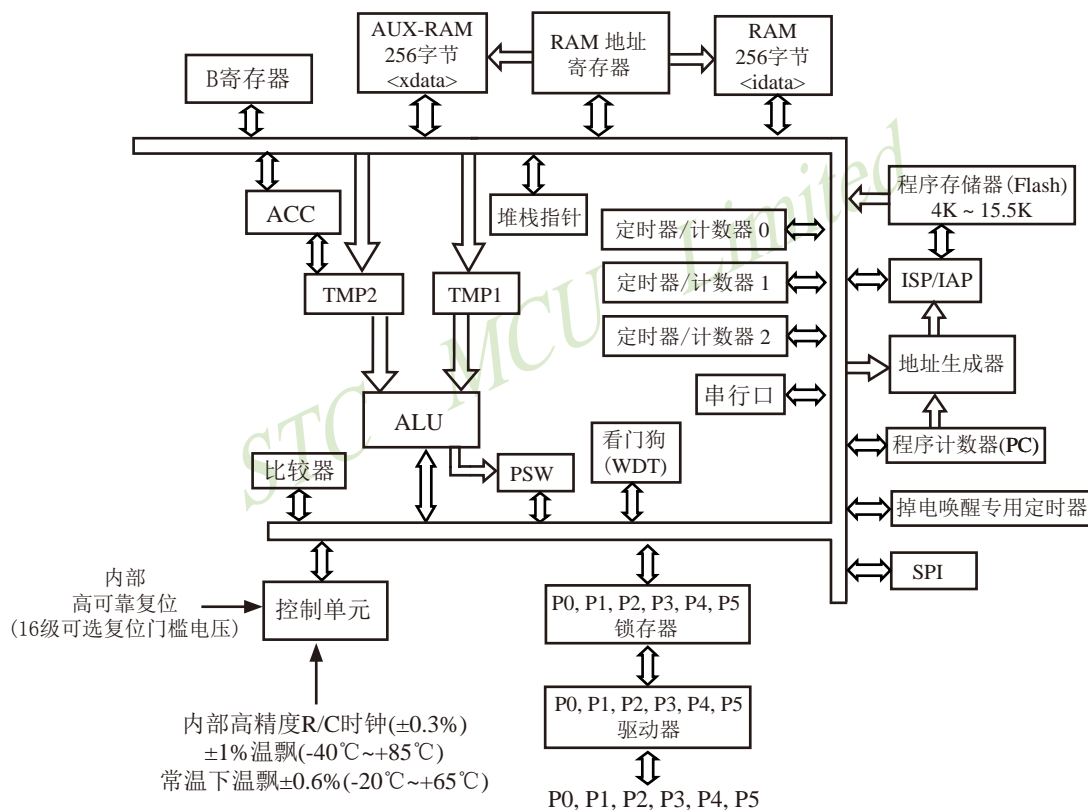 AUX-RAM
256字节
<xdata>
RAM 地址
寄存器
RAM
256字节
<idata>
B寄存器
ACC
堆栈指针
程序存储器(Flash)
4K ~ 15.5K
定时器/计数器 0
TMP2
TMP1
定时器/计数器 1
ISP/IAP
定时器/计数器 2
地址生成器
串行口
ALU
程序计数器(PC)
比较器
PSW
看门狗
(WDT)
掉电唤醒专用定时器
SPI
内部
高可靠复位
(16级可选复位门槛电压)
控制单元
P0, P1, P2, P3, P4, P5
锁存器
P0, P1, P2, P3, P4, P5
驱动器
内部高精度R/C时钟(±0.3%)
±1%温飘(-40℃~+85℃)
常温下温飘±0.6%(-20℃~+65℃)
P0, P1, P2, P3, P4, P5
STC MCU Limited